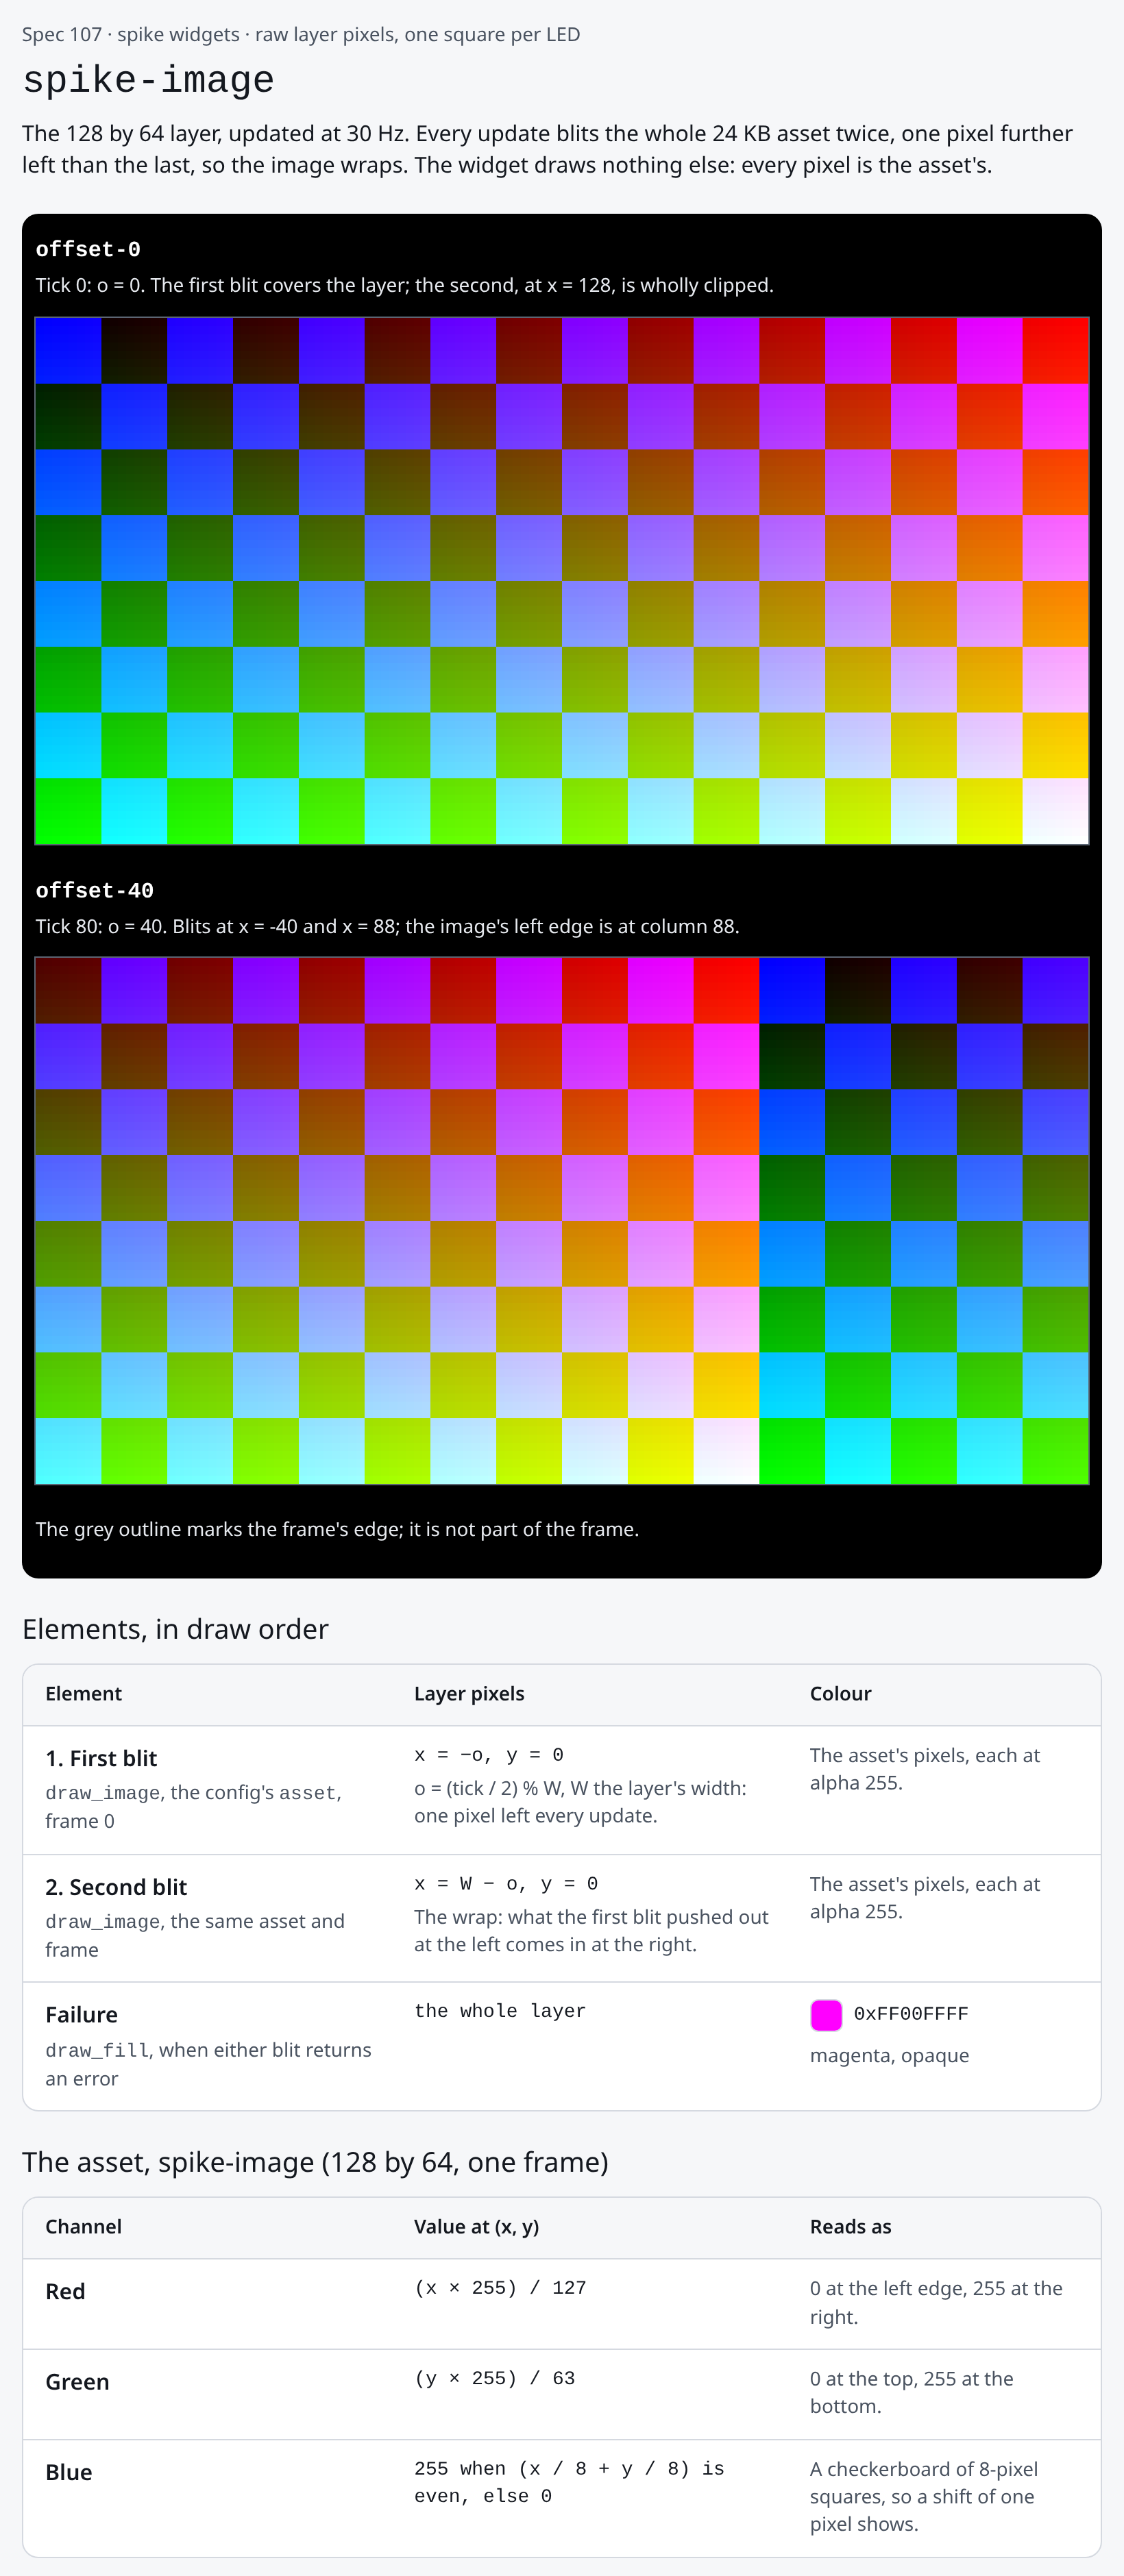 Spec 107 · spike widgets · raw layer pixels, one square per LED
spike-image
The 128 by 64 layer, updated at 30 Hz. Every update blits the whole 24 KB asset twice, one pixel further
left than the last, so the image wraps. The widget draws nothing else: every pixel is the asset's.
offset-0
Tick 0: o = 0. The first blit covers the layer; the second, at x = 128, is wholly clipped.
offset-40
Tick 80: o = 40. Blits at x = -40 and x = 88; the image's left edge is at column 88.
The grey outline marks the frame's edge; it is not part of the frame.
Elements, in draw order
Element Layer pixels Colour
1. First blit
draw_image, the config's asset,
frame 0
x = −o, y = 0
o = (tick / 2) % W, W the layer's width:
one pixel left every update.
The asset's pixels, each at
alpha 255.
2. Second blit
draw_image, the same asset and
frame
x = W − o, y = 0
The wrap: what the first blit pushed out
at the left comes in at the right.
The asset's pixels, each at
alpha 255.
Failure
draw_fill, when either blit returns
an error
the whole layer
0xFF00FFFF
magenta, opaque
The asset, spike-image (128 by 64, one frame)
Channel Value at (x, y) Reads as
Red
(x × 255) / 127
0 at the left edge, 255 at the
right.
Green
(y × 255) / 63
0 at the top, 255 at the
bottom.
Blue
255 when (x / 8 + y / 8) is
even, else 0
A checkerboard of 8-pixel
squares, so a shift of one
pixel shows.